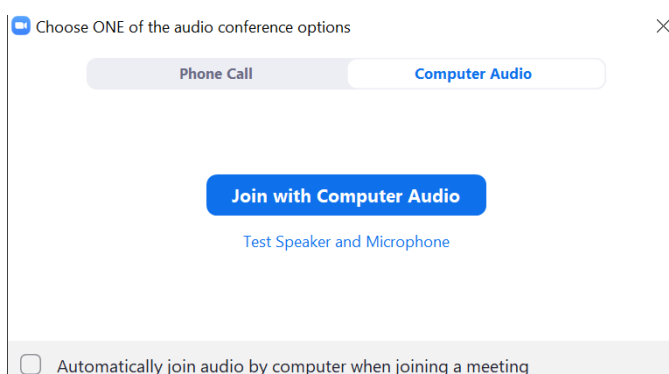 Choose ONE of the audio conference options
Phone Call Computer Audio
Join with Computer Audio
Test Speaker and Microphone
Automatically join audio by computer when joining a meeting